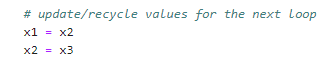 # update/recycle values for the next loop
x1 = x2
x2 = x3